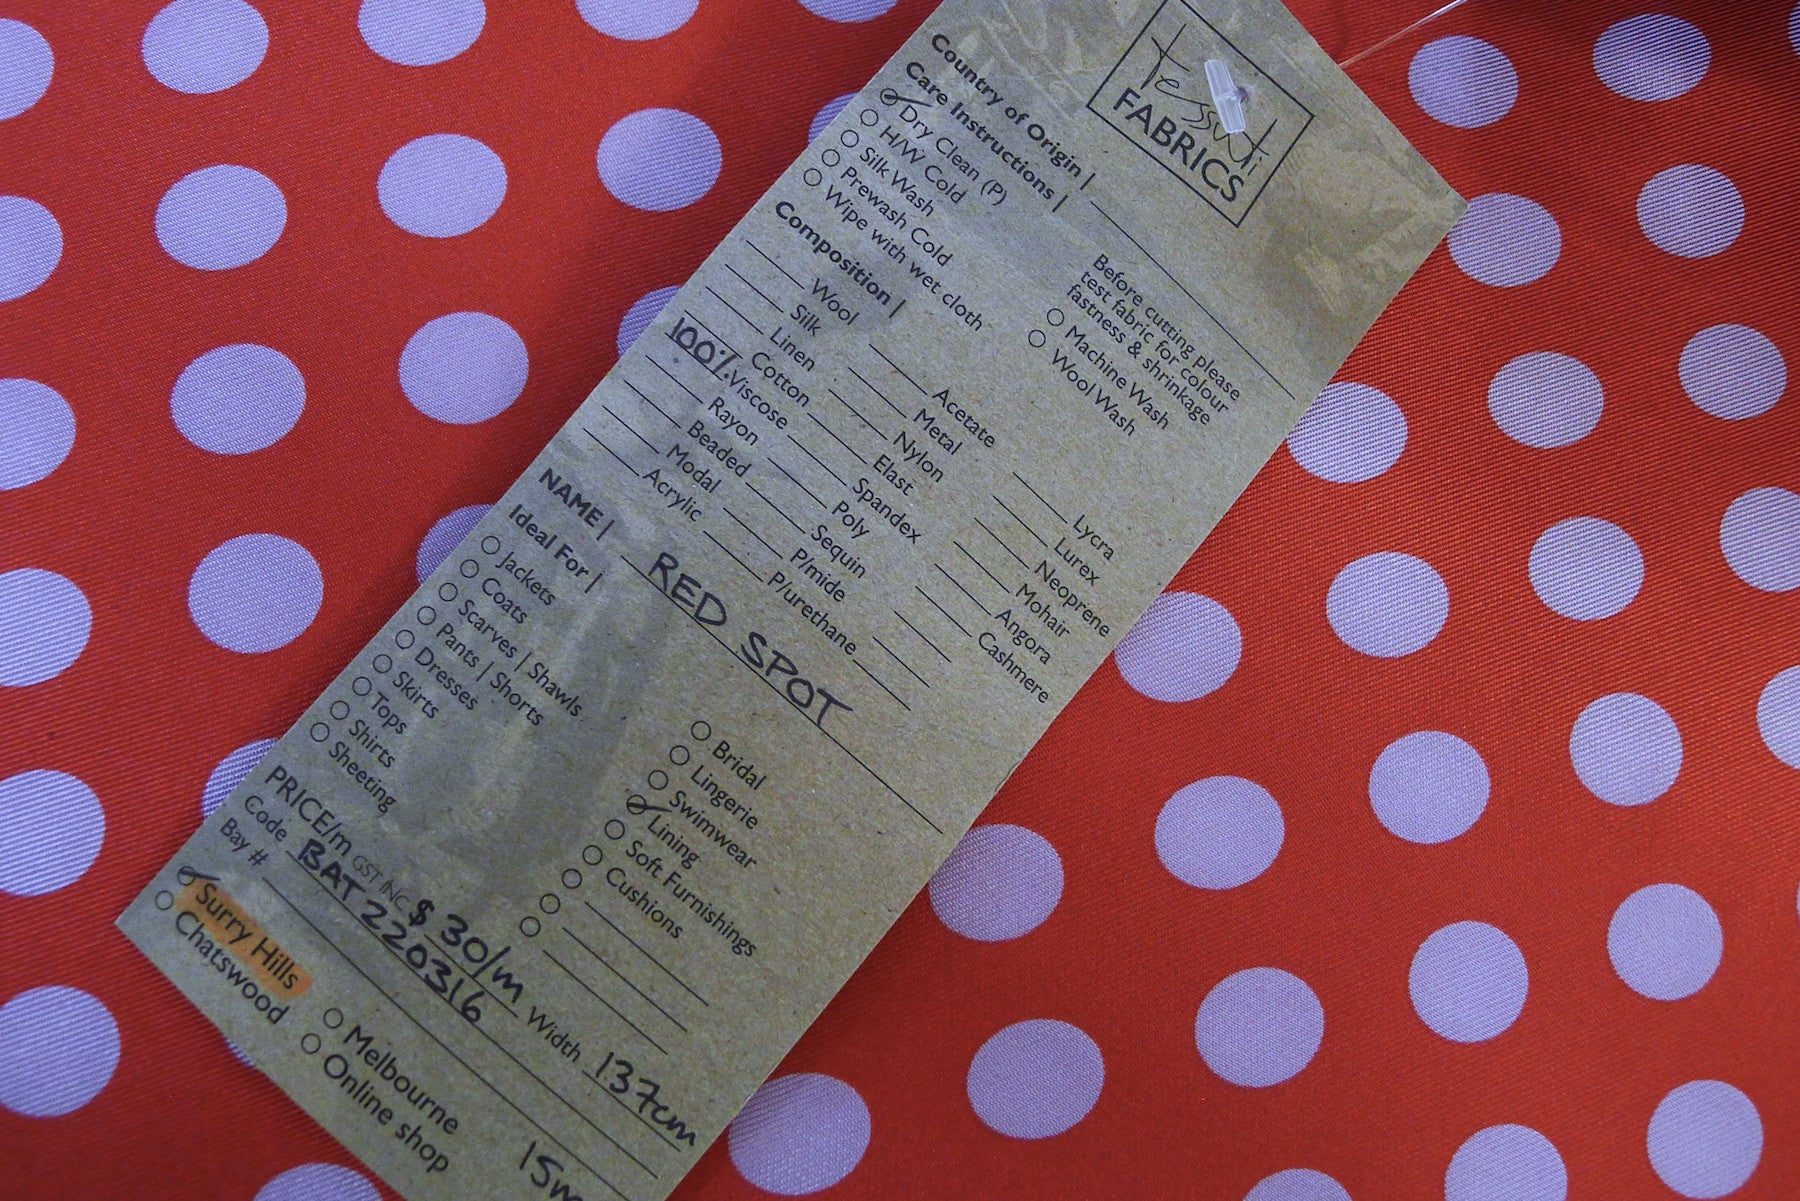 Tessuti
FABRICS
Country of Origin |
Care Instructions |
Dry Clean (P)
H/W Cold
Silk Wash
Prewash Cold
Wipe with wet cloth
Before cutting please
test fabric for colour
fastness & shrinkage
Machine Wash
Wool Wash
Composition |
Wool
Silk
Linen
Cotton
100% Viscose
Rayon
Beaded
Modal
Acrylic
Acetate
Metal
Nylon
Elast
Spandex
Poly
Sequin
P/mide
P/urethane
Lycra
Lurex
Neoprene
Mohair
Angora
Cashmere
NAME | RED SPOT
Ideal For |
Jackets
Coats
Scarves | Shawls
Pants | Shorts
Dresses
Skirts
Tops
Shirts
Sheeting
Bridal
Lingerie
Swimwear
Lining
Soft Furnishings
Cushions
PRICE/m GST INC $30/m Width 137cm
Code BAT 220316
Bay #
15m
Surry Hills
Chatswood
Melbourne
Online shop